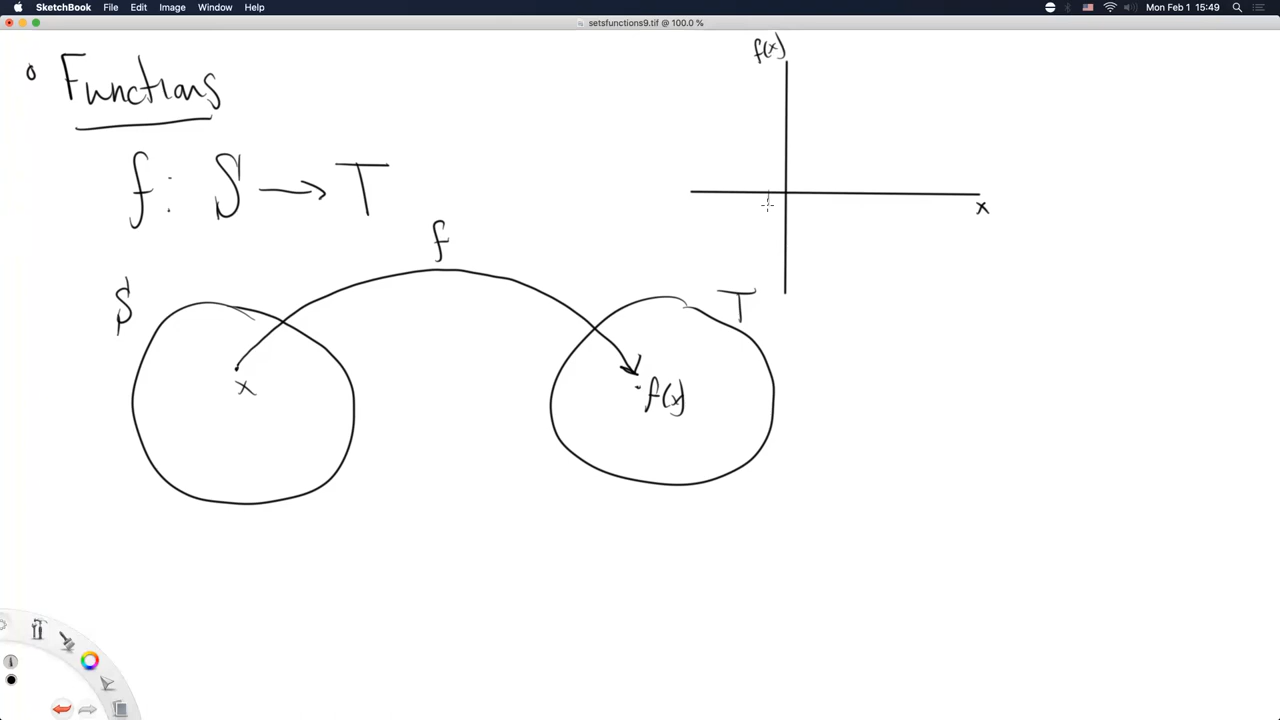 SketchBook File Edit Image Window Help Mon Feb 1 15:49
setsfunctions9.tif @ 100.0 %
f(x)
Functions
f: S → T
x
f
S
T
x
f(x)